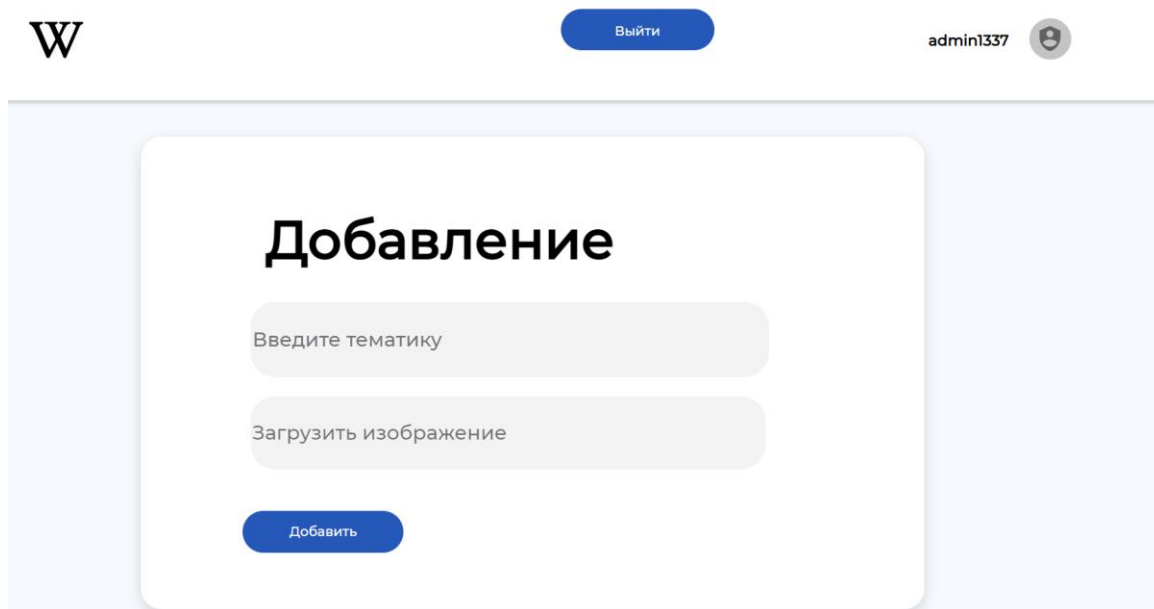 W
Выйти
admin1337
Добавление
Введите тематику
Загрузить изображение
Добавить